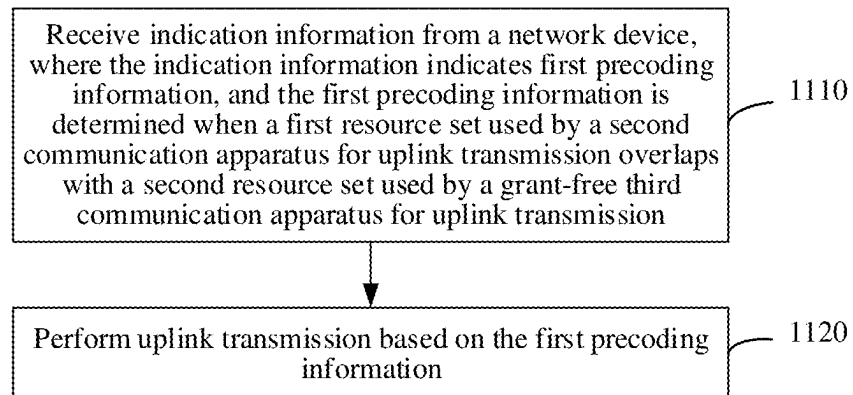 Receive indication information from a network device,
where the indication information indicates first precoding
information, and the first precoding information is
determined when a first resource set used by a second
communication apparatus for uplink transmission overlaps
with a second resource set used by a grant-free third
communication apparatus for uplink transmission
1110
Perform uplink transmission based on the first precoding
information
1120